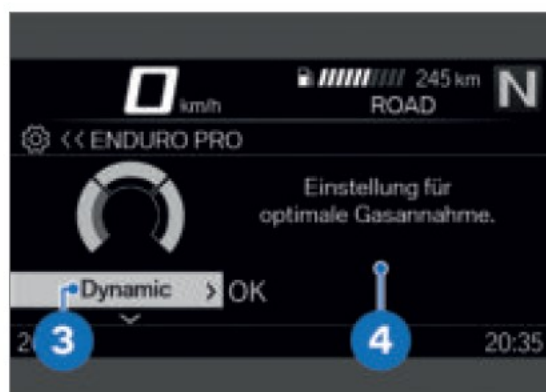 0 km/h
245 km
ROAD
N
<< ENDURO PRO
Einstellung für
optimale Gasannahme.
Dynamic > OK
3
4
20:35